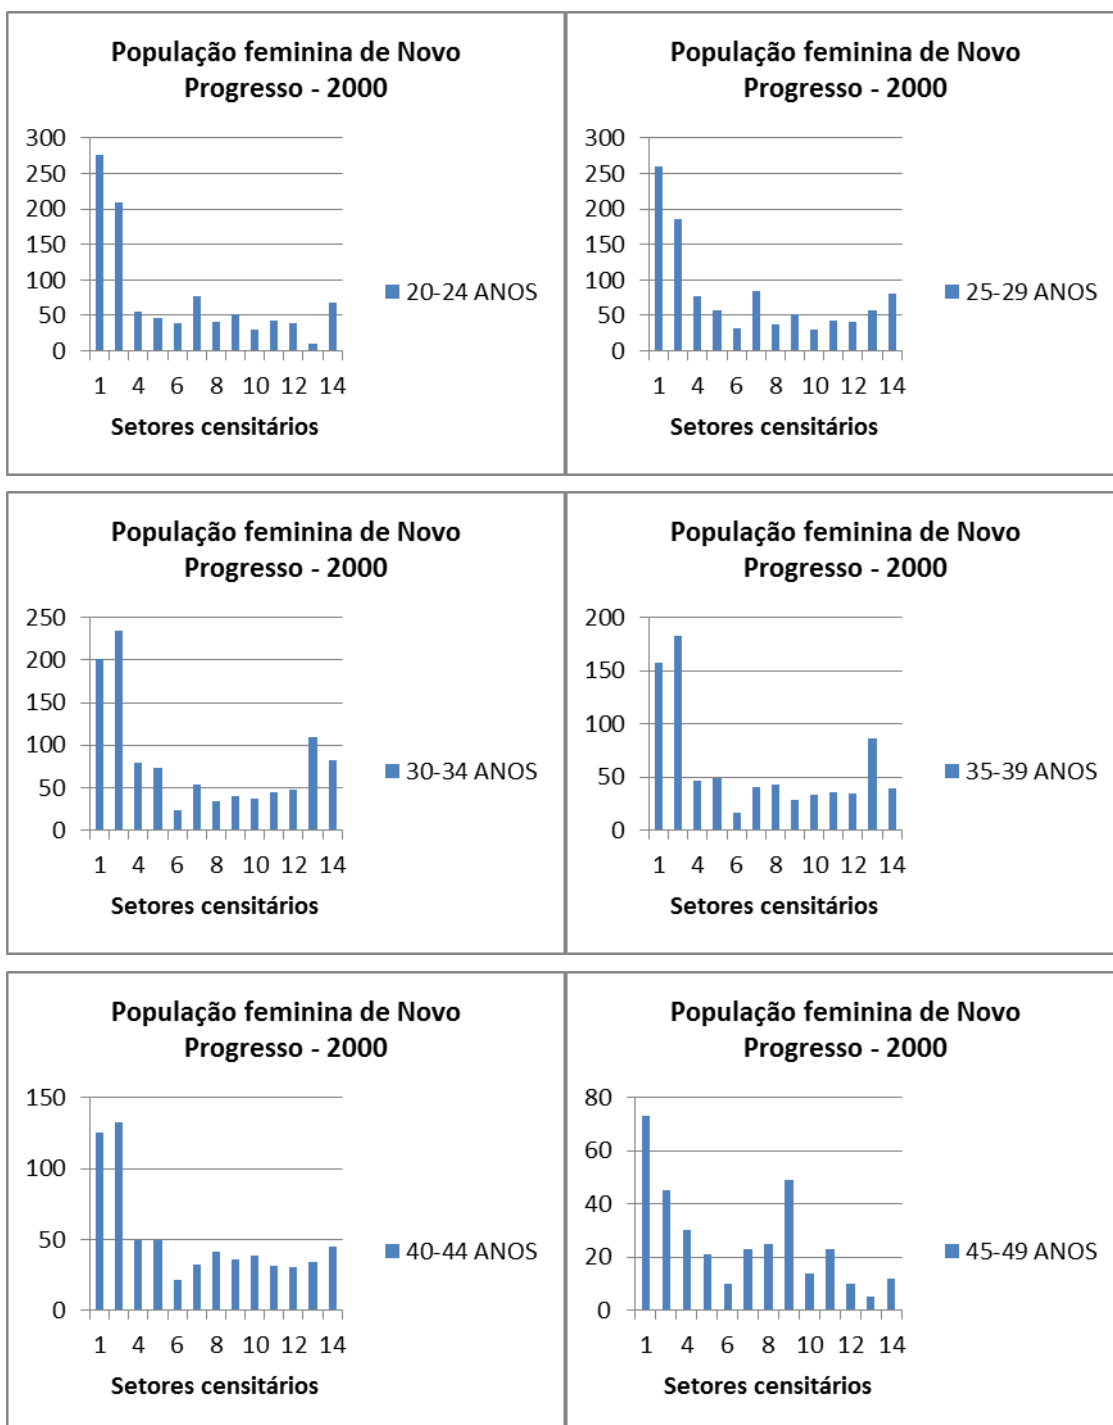 População feminina de Novo
Progresso - 2000
300
250
200
150
100
50
0
1 4 6 8 10 12 14
Setores censitários
20-24 ANOS
População feminina de Novo
Progresso - 2000
300
250
200
150
100
50
0
1 4 6 8 10 12 14
Setores censitários
25-29 ANOS
População feminina de Novo
Progresso - 2000
250
200
150
100
50
0
1 4 6 8 10 12 14
Setores censitários
30-34 ANOS
População feminina de Novo
Progresso - 2000
200
150
100
50
0
1 4 6 8 10 12 14
Setores censitários
35-39 ANOS
População feminina de Novo
Progresso - 2000
150
100
50
0
1 4 6 8 10 12 14
Setores censitários
40-44 ANOS
População feminina de Novo
Progresso - 2000
80
60
40
20
0
1 4 6 8 10 12 14
Setores censitários
45-49 ANOS